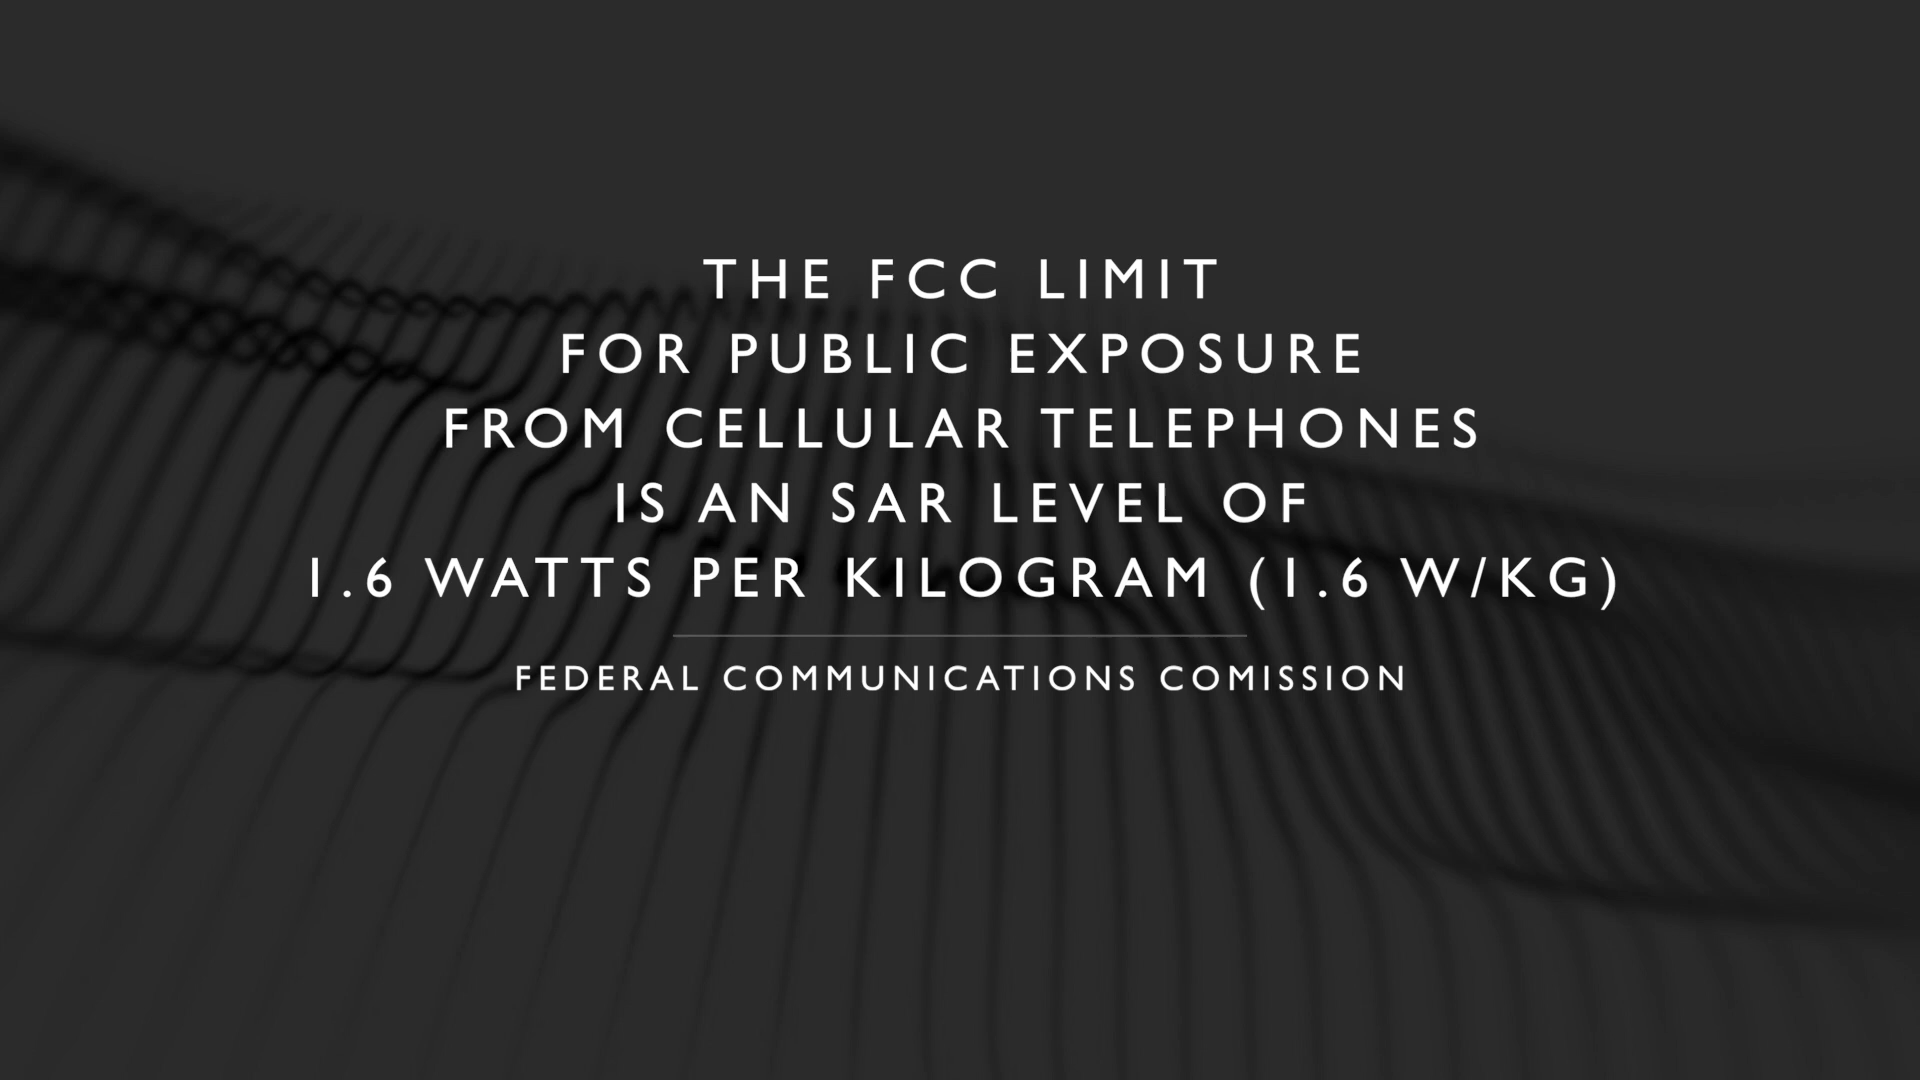 THE FCC LIMIT
FOR PUBLIC EXPOSURE
FROM CELLULAR TELEPHONES
IS AN SAR LEVEL OF
1.6 WATTS PER KILOGRAM (1.6 W/KG)
FEDERAL COMMUNICATIONS COMISSION